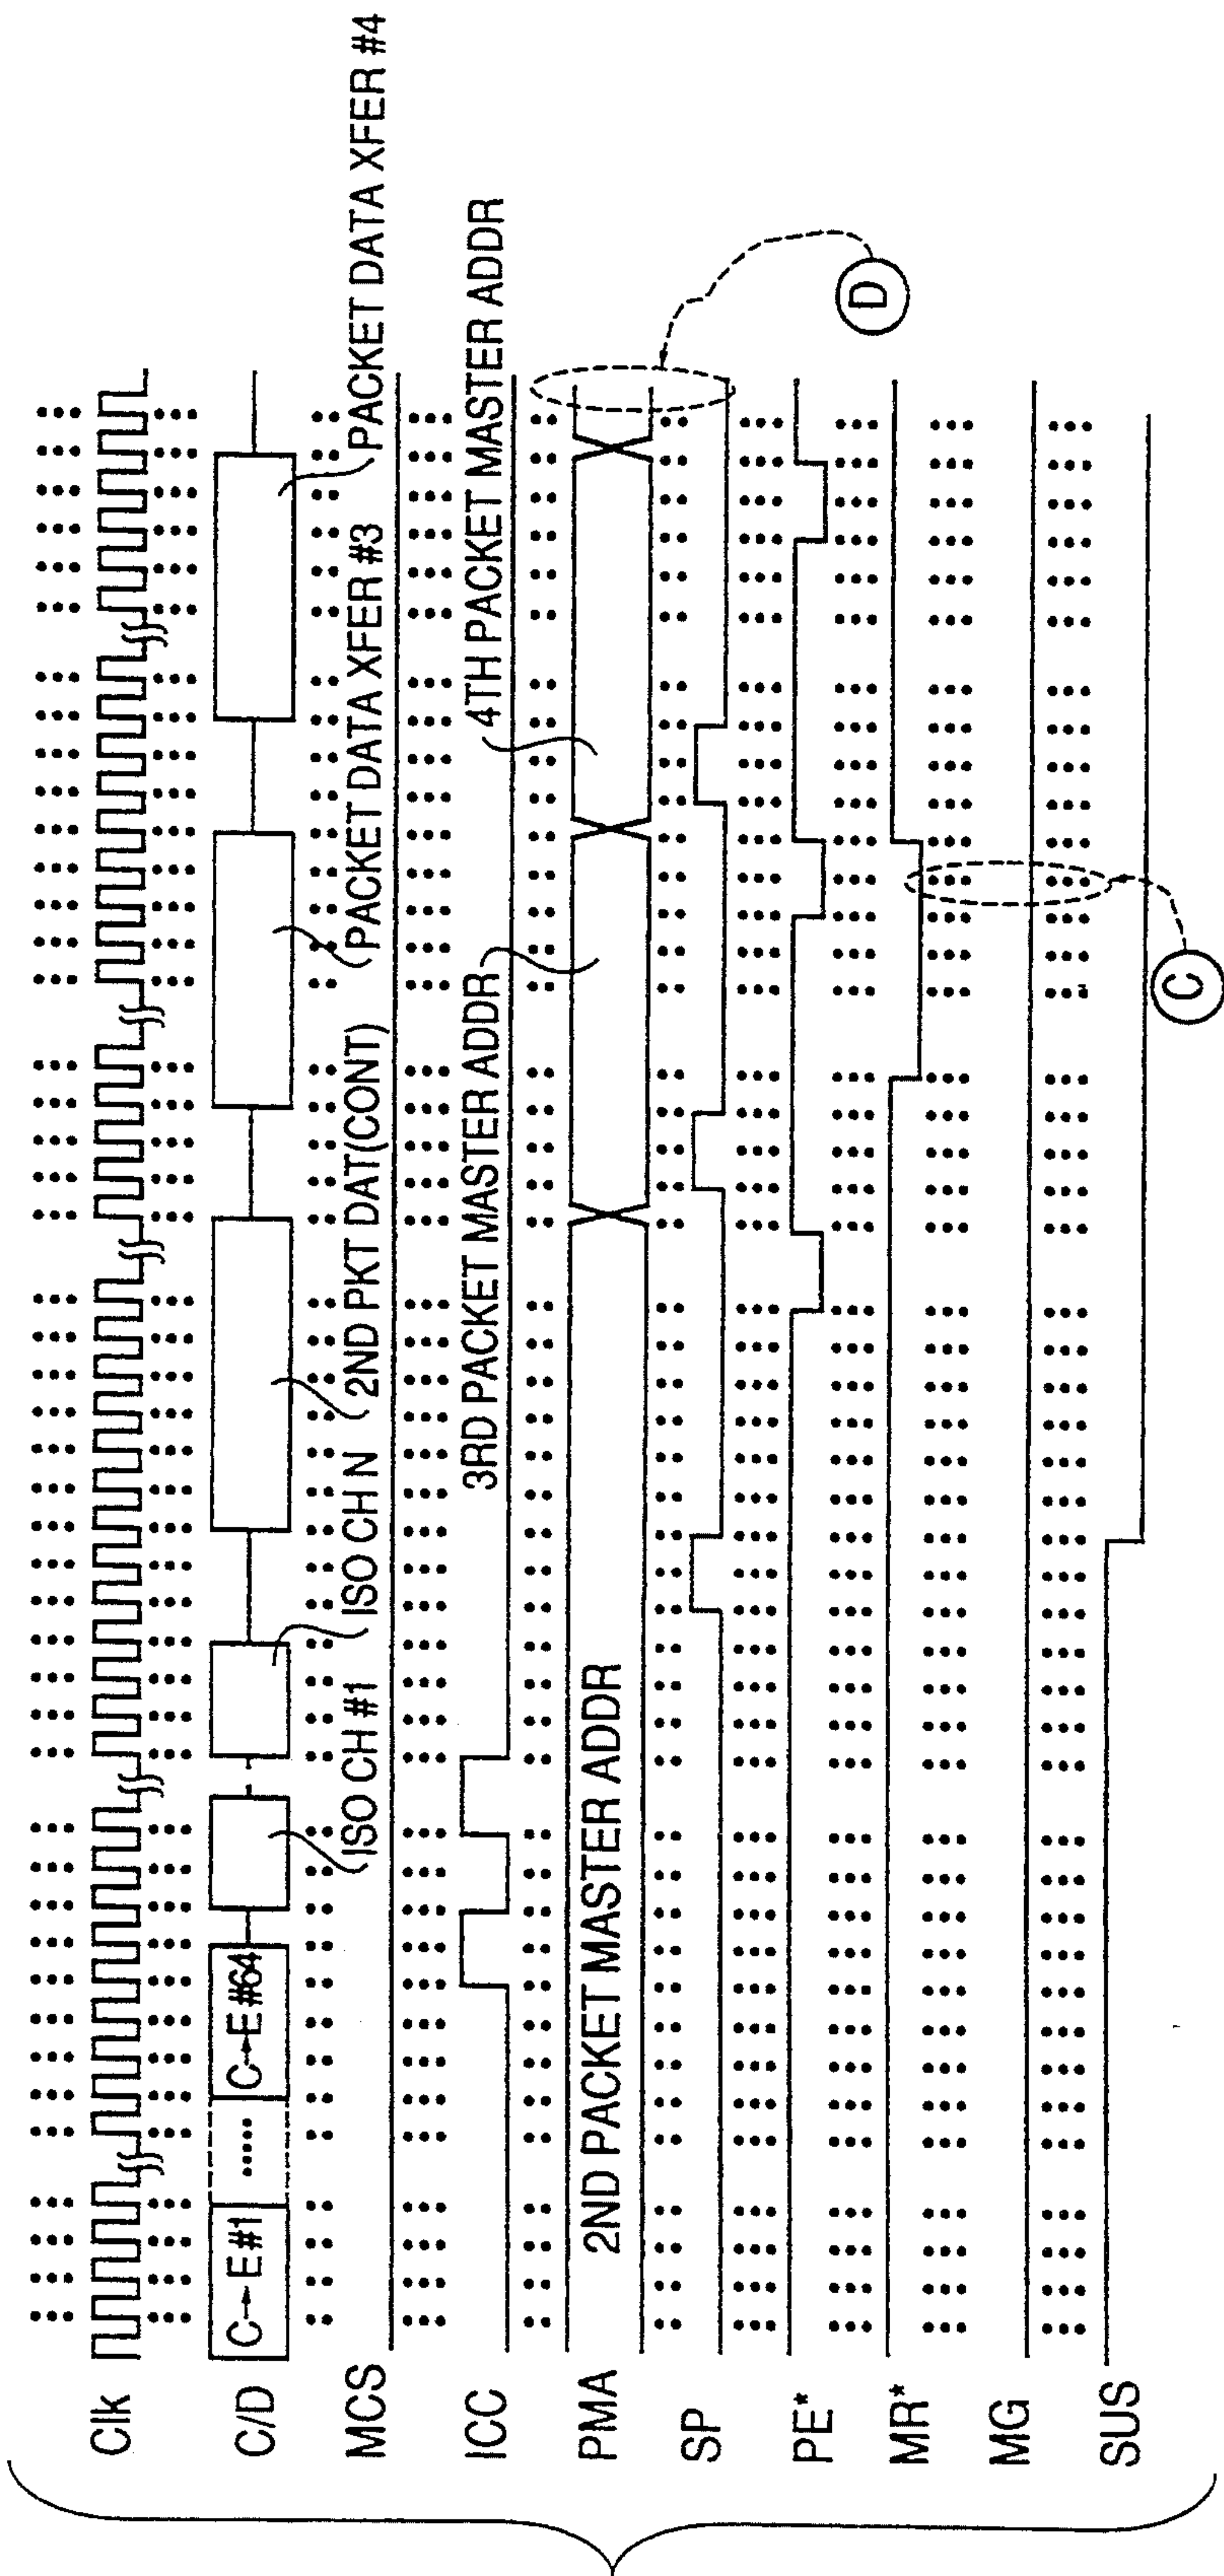 Clk
C/D
C→E#1
C→E#64
ISO CH #1
ISO CH N
2ND PKT DAT(CONT)
PACKET DATA XFER #3
PACKET DATA XFER #4
MCS
ICC
PMA
2ND PACKET MASTER ADDR
3RD PACKET MASTER ADDR
4TH PACKET MASTER ADDR
SP
PE*
MR*
MG
SUS
C
D